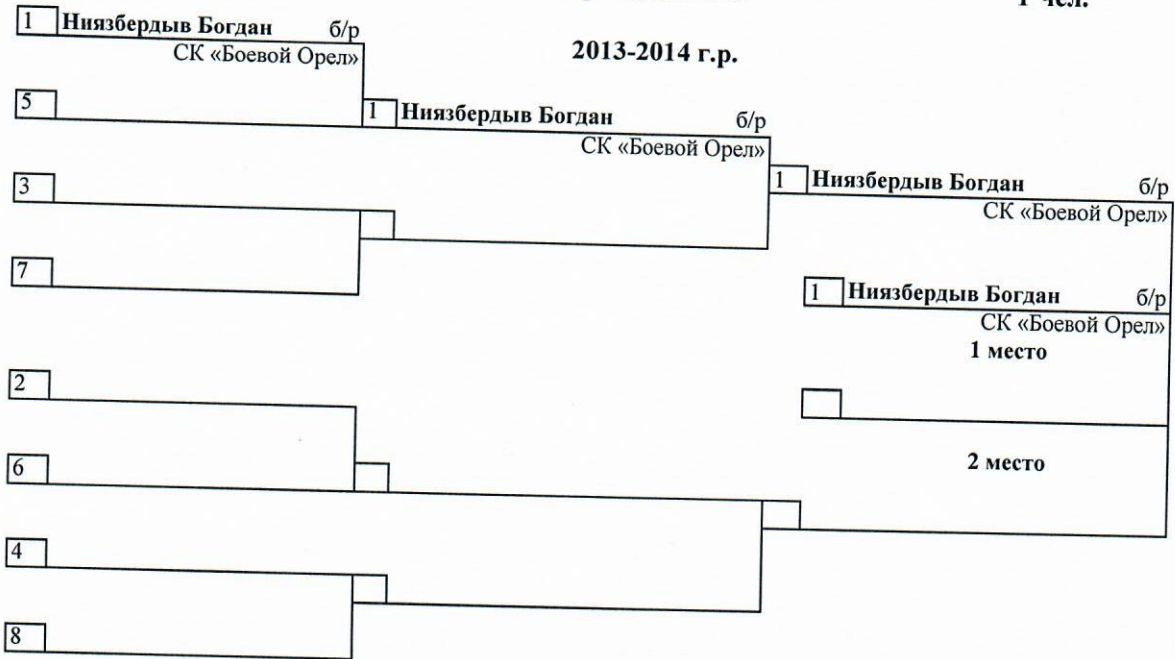 1 чел.
1 Ниязбердыв Богдан б/р
СК «Боевой Орел»
2013-2014 г.р.
5
1 Ниязбердыв Богдан б/р
СК «Боевой Орел»
3
1 Ниязбердыв Богдан б/р
СК «Боевой Орел»
7
1 Ниязбердыв Богдан б/р
СК «Боевой Орел»
1 место
2
6
2 место
4
8